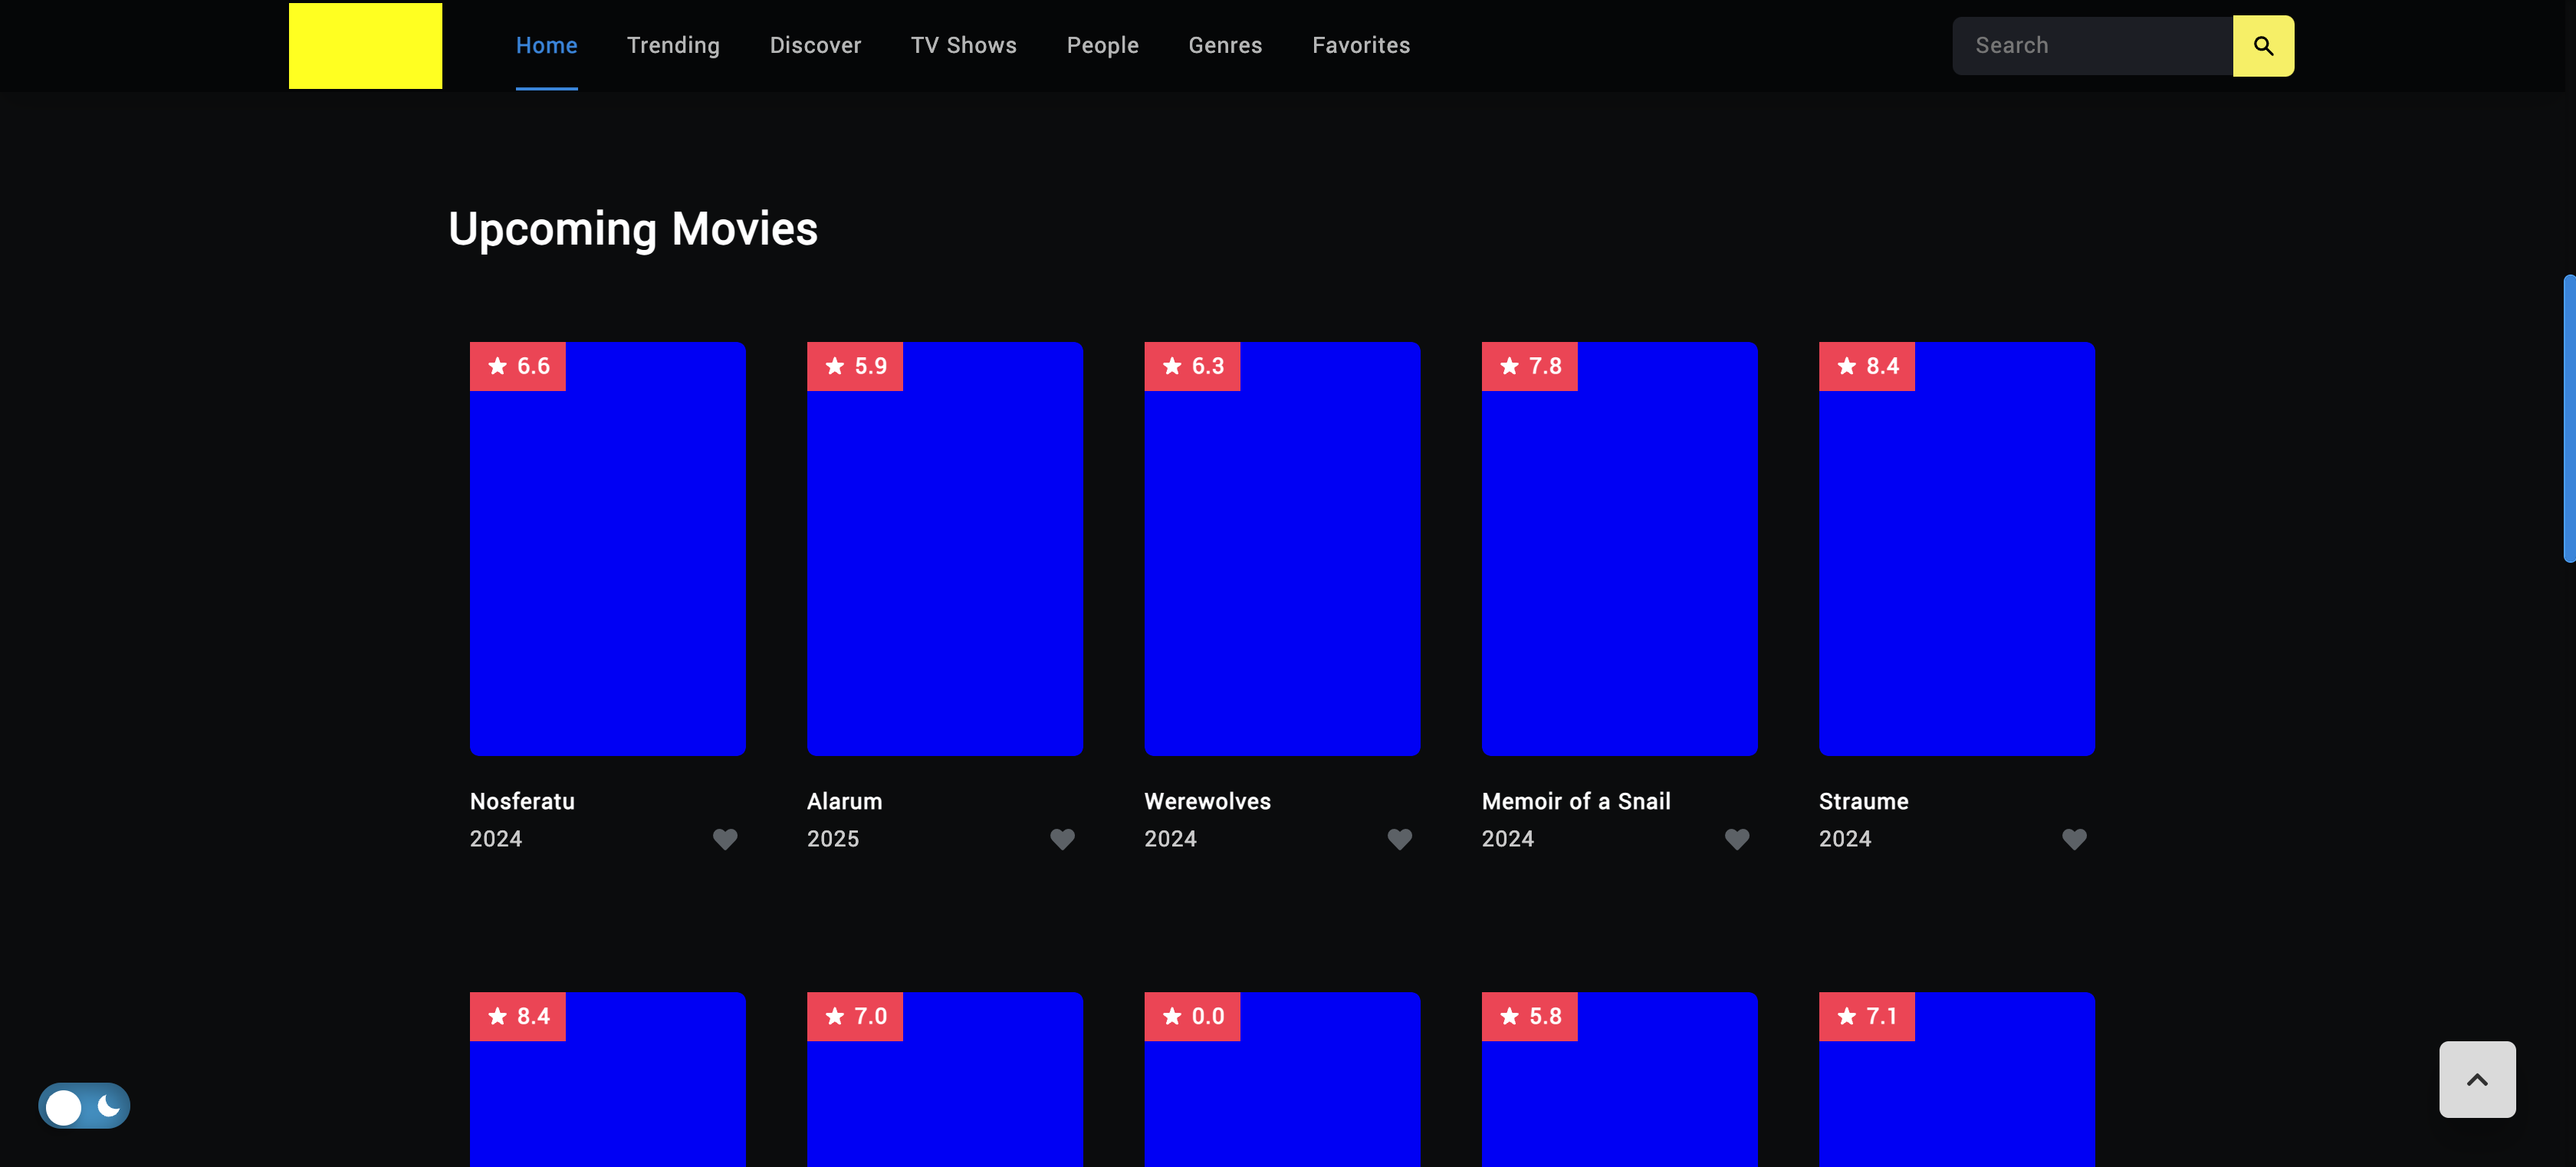 Home Trending Discover TV Shows People Genres Favorites Search
Upcoming Movies
6.6 5.9 6.3 7.8 8.4
Nosferatu Alarum Werewolves Memoir of a Snail Straume
2024 2025 2024 2024 2024
8.4 7.0 0.0 5.8 7.1